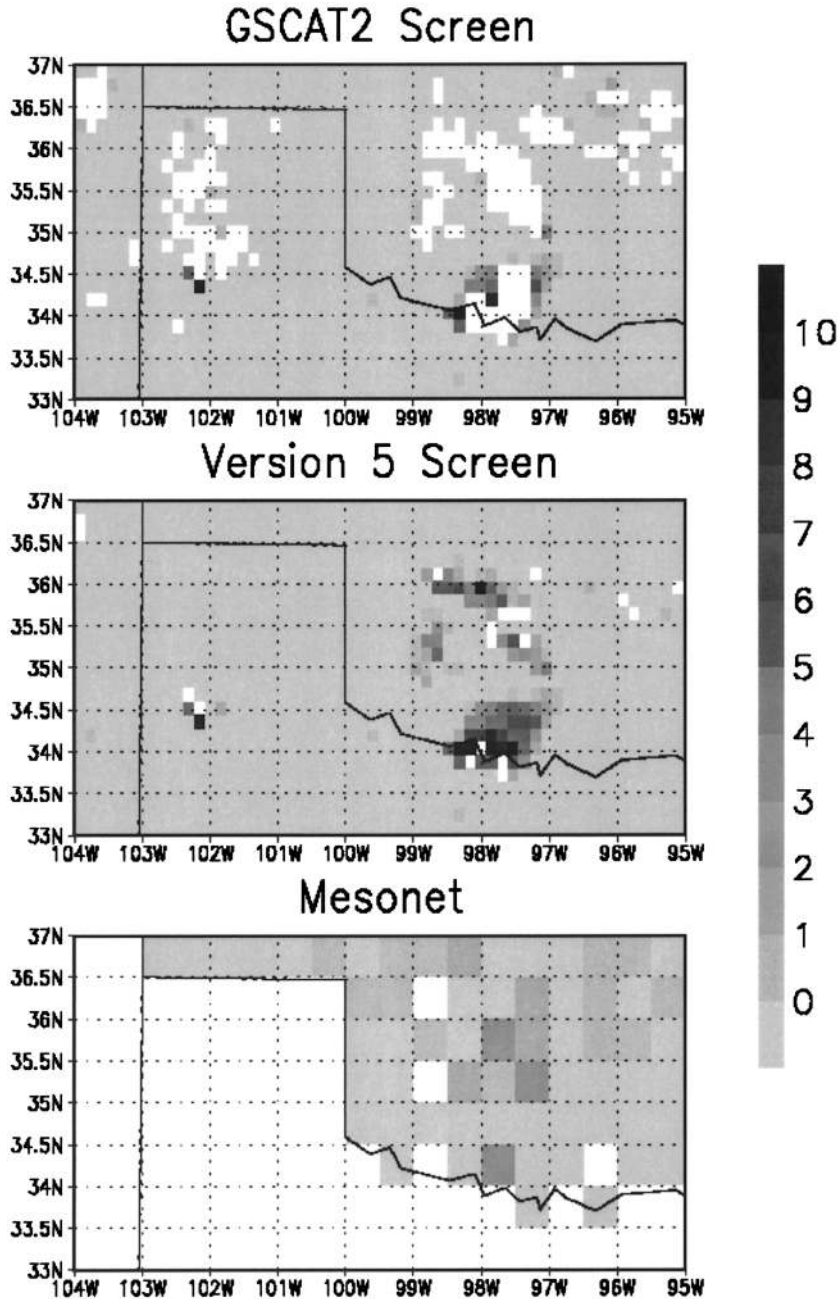 GSCAT2 Screen
37N
36.5N
36N
35.5N
35N
34.5N
34N
33.5N
33N
104W 103W 102W 101W 100W 99W 98W 97W 96W 95W
Version 5 Screen
37N
36.5N
36N
35.5N
35N
34.5N
34N
33.5N
33N
104W 103W 102W 101W 100W 99W 98W 97W 96W 95W
Mesonet
37N
36.5N
36N
35.5N
35N
34.5N
34N
33.5N
33N
104W 103W 102W 101W 100W 99W 98W 97W 96W 95W
10
9
8
7
6
5
4
3
2
1
0